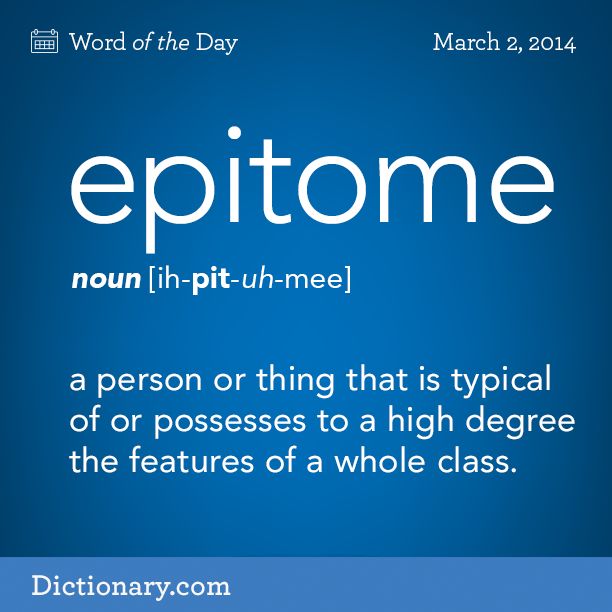 Word of the Day
March 2, 2014
epitome
noun [ih-pit-uh-mee]
a person or thing that is typical
of or possesses to a high degree
the features of a whole class.
Dictionary.com